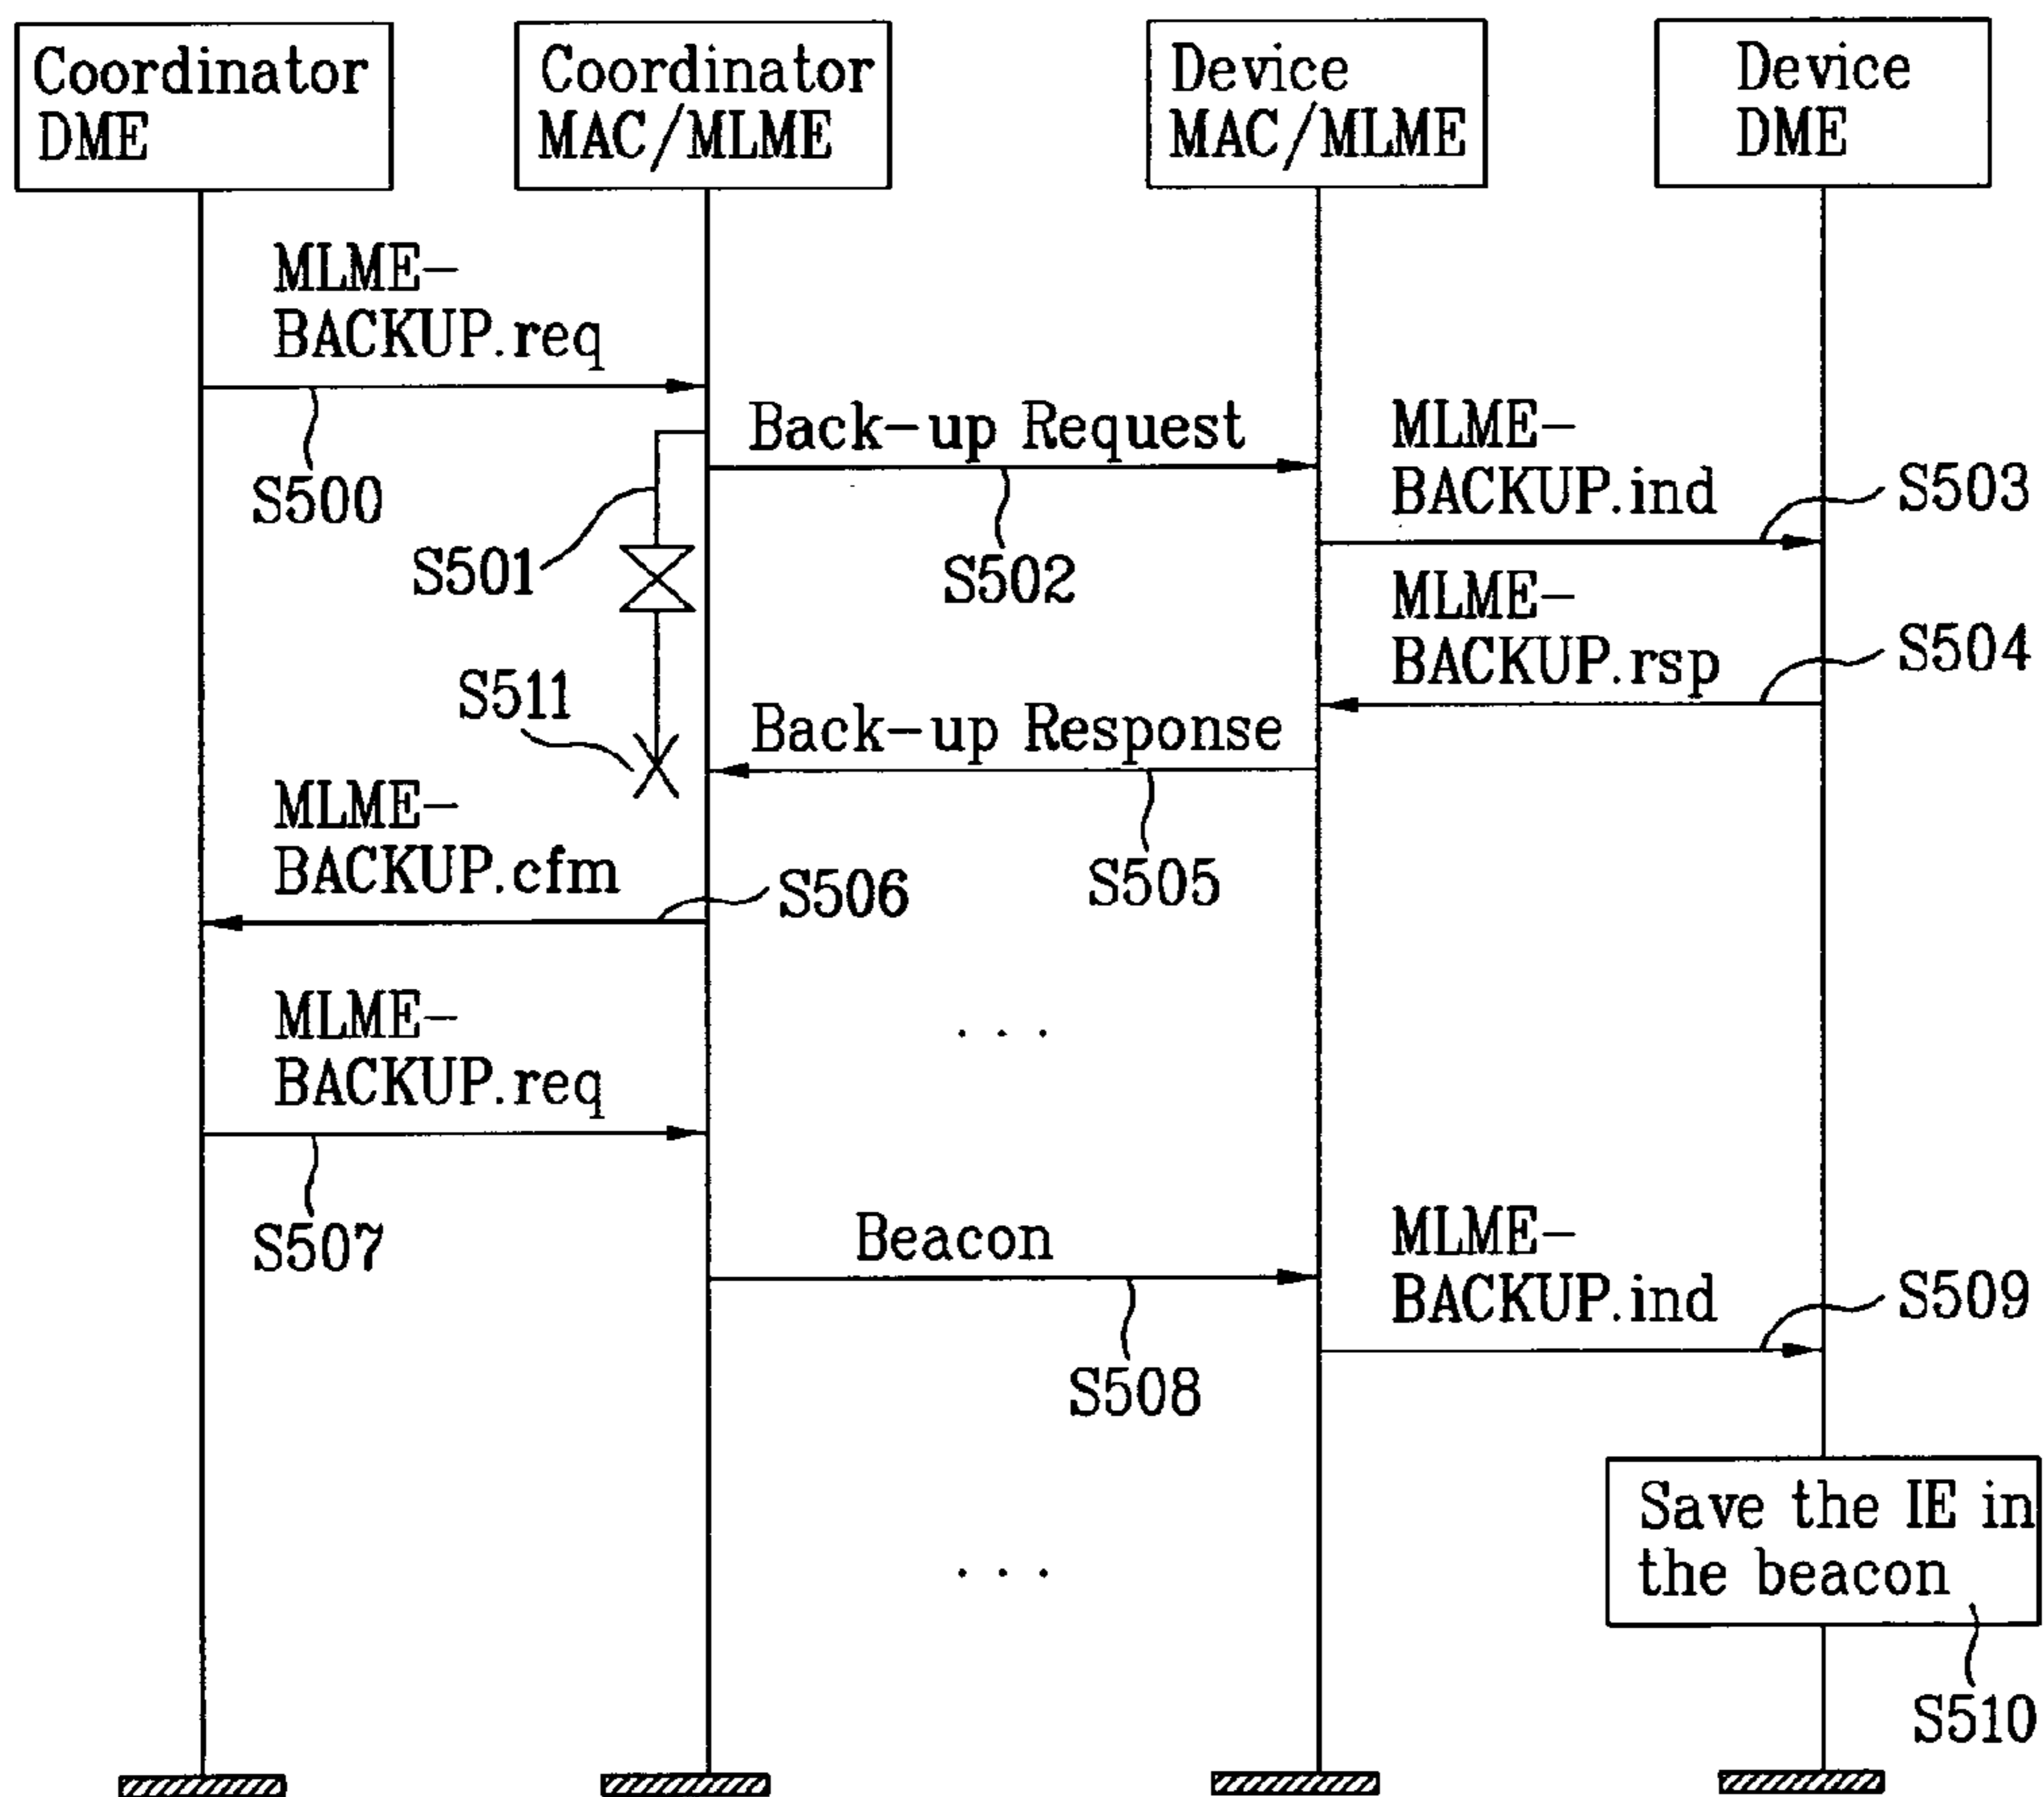 Coordinator
DME
Coordinator
MAC/MLME
Device
MAC/MLME
Device
DME
MLME-
BACKUP.req
S500
S501
Back-up Request
S502
MLME-
BACKUP.ind
S503
MLME-
BACKUP.rsp
S504
S511
Back-up Response
S505
MLME-
BACKUP.cfm
S506
. . .
MLME-
BACKUP.req
S507
Beacon
S508
MLME-
BACKUP.ind
S509
Save the IE in
the beacon
S510
. . .